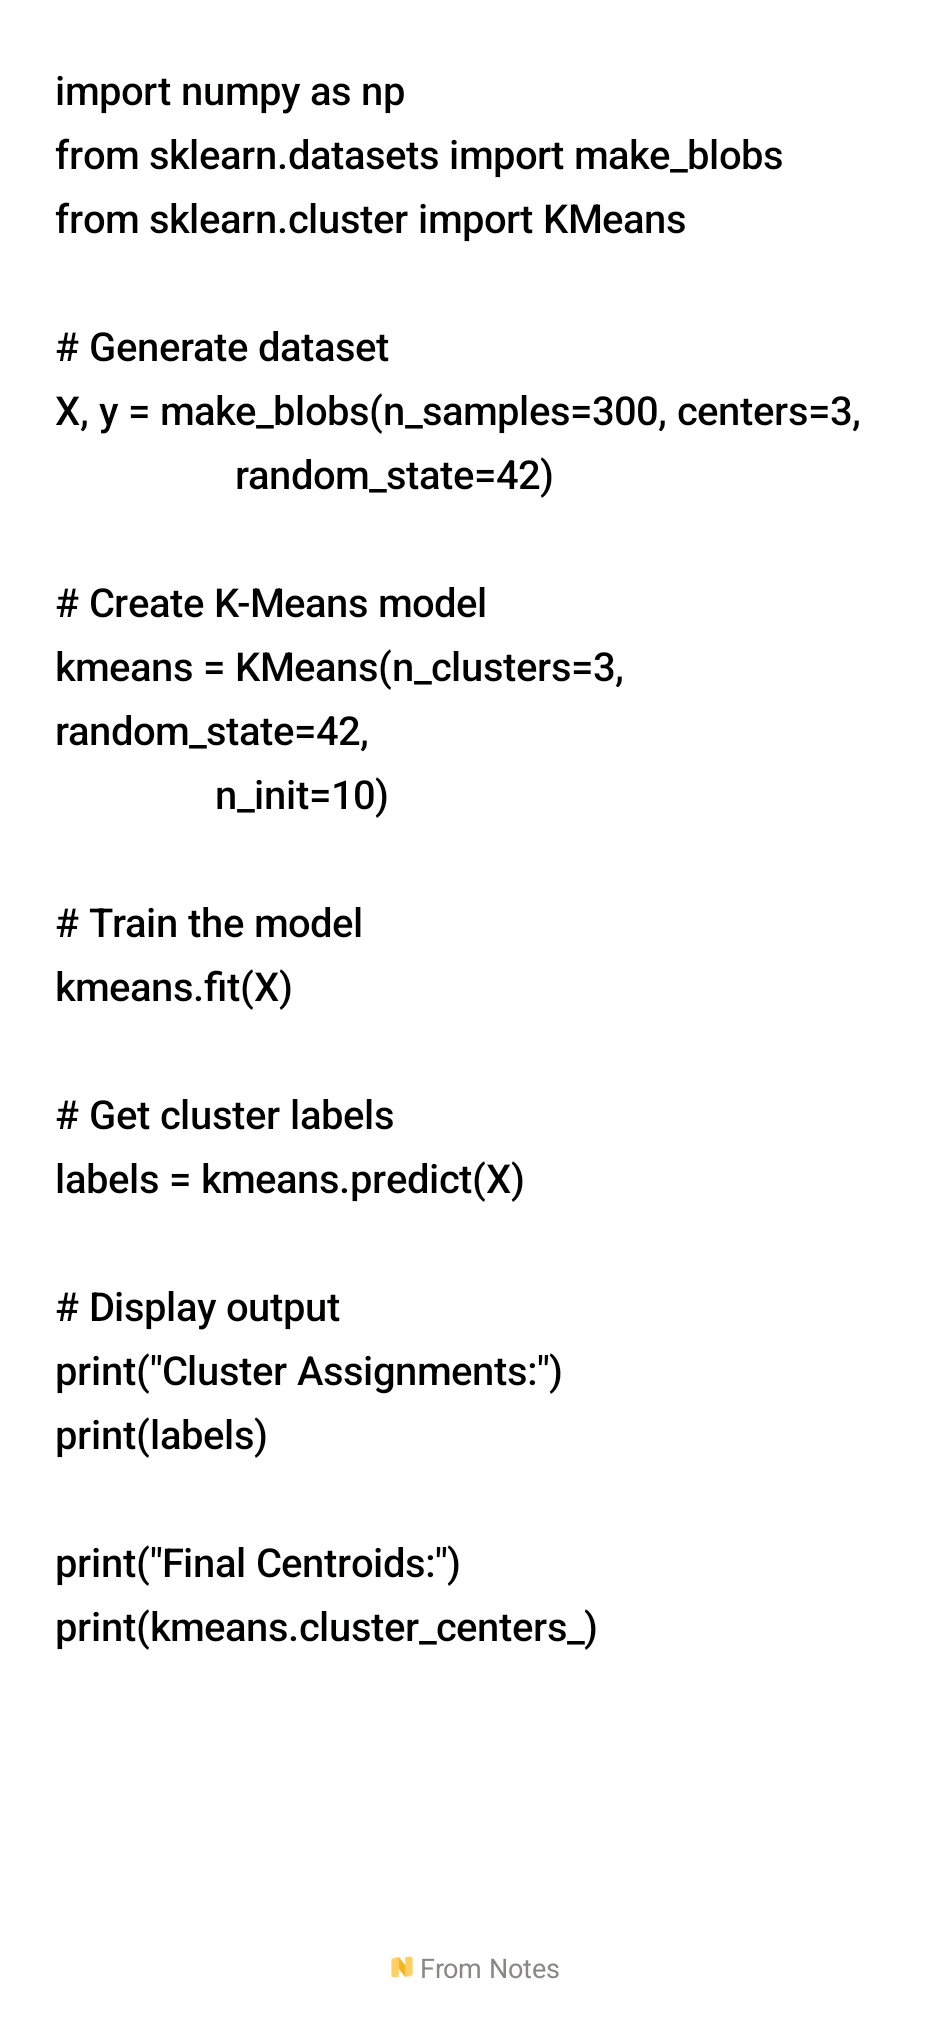 import numpy as np
from sklearn.datasets import make_blobs
from sklearn.cluster import KMeans
# Generate dataset
X, y = make_blobs(n_samples=300, centers=3,
random_state=42)
# Create K-Means model
kmeans = KMeans(n_clusters=3,
random_state=42,
n_init=10)
# Train the model
kmeans.fit(X)
# Get cluster labels
labels = kmeans.predict(X)
# Display output
print("Cluster Assignments:")
print(labels)
print("Final Centroids:")
print(kmeans.cluster_centers_)
From Notes